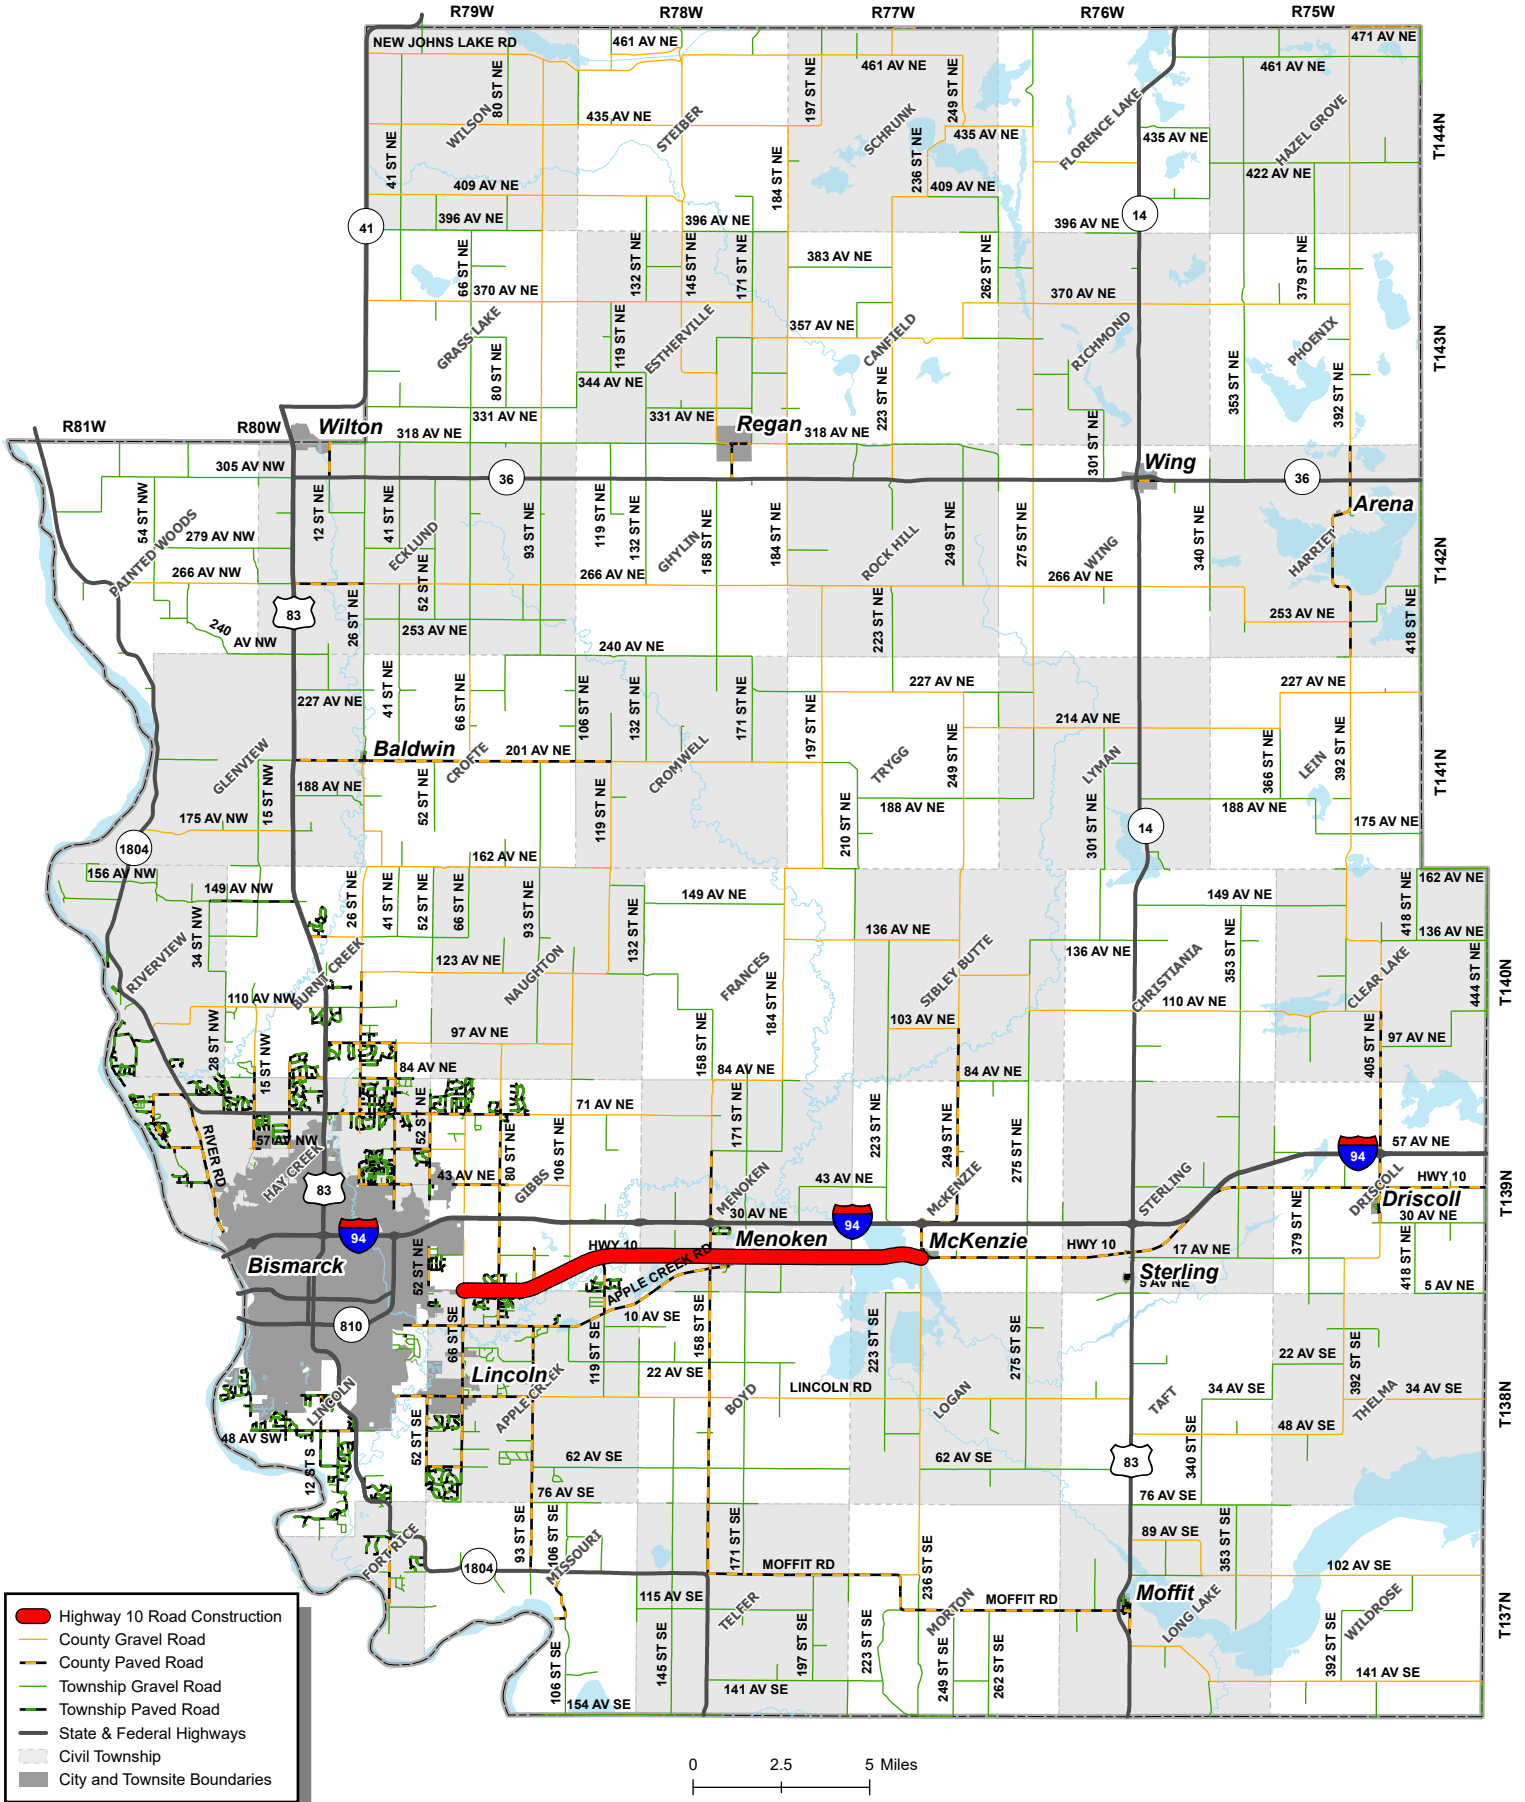 R79W
R78W
R77W
R76W
R75W
NEW JOHNS LAKE RD
461 AV NE
471 AV NE
461 AV NE
461 AV NE
80 ST NE
197 ST NE
249 ST NE
WILSON
435 AV NE
STEIBER
SCHRUNK
435 AV NE
FLORENCE LAKE
435 AV NE
HAZEL GROVE
T144N
41 ST NE
184 ST NE
236 ST NE
422 AV NE
409 AV NE
409 AV NE
41
396 AV NE
396 AV NE
396 AV NE
14
66 ST NE
132 ST NE
145 ST NE
171 ST NE
383 AV NE
262 ST NE
379 ST NE
370 AV NE
370 AV NE
GRASS LAKE
119 ST NE
ESTHERVILLE
357 AV NE
CANFIELD
RICHMOND
PHOENIX
T143N
80 ST NE
344 AV NE
223 ST NE
353 ST NE
392 ST NE
331 AV NE
331 AV NE
R81W
R80W
Wilton
318 AV NE
Regan
318 AV NE
301 ST NE
Wing
305 AV NW
36
36
54 ST NW
12 ST NE
41 ST NE
93 ST NE
119 ST NE
132 ST NE
158 ST NE
184 ST NE
249 ST NE
275 ST NE
340 ST NE
Arena
PAINTED WOODS
279 AV NW
ECKLUND
GHYLIN
ROCK HILL
WING
HARRIET
T142N
266 AV NW
52 ST NE
266 AV NE
266 AV NE
83
26 ST NE
223 ST NE
418 ST NE
240
AV NW
253 AV NE
253 AV NE
240 AV NE
227 AV NE
41 ST NE
66 ST NE
106 ST NE
132 ST NE
171 ST NE
197 ST NE
227 AV NE
227 AV NE
214 AV NE
Baldwin
201 AV NE
GLENVIEW
CROFTE
CROMWELL
TRYGG
249 ST NE
LYMAN
366 ST NE
LEIN
392 ST NE
T141N
15 ST NW
188 AV NE
52 ST NE
119 ST NE
210 ST NE
188 AV NE
301 ST NE
188 AV NE
175 AV NW
14
175 AV NE
1804
162 AV NE
156 AV NW
149 AV NW
26 ST NE
41 ST NE
52 ST NE
66 ST NE
93 ST NE
132 ST NE
149 AV NE
149 AV NE
418 ST NE
162 AV NE
34 ST NW
136 AV NE
136 AV NE
353 ST NE
136 AV NE
RIVERVIEW
BURNT CREEK
123 AV NE
NAUGHTON
FRANCES
SIBLEY BUTTE
CHRISTIANIA
CLEAR LAKE
444 ST NE
T140N
110 AV NW
184 ST NE
110 AV NE
28 ST NW
15 ST NW
97 AV NE
158 ST NE
103 AV NE
405 ST NE
97 AV NE
84 AV NE
84 AV NE
84 AV NE
52 ST NE
71 AV NE
171 ST NE
223 ST NE
249 ST NE
275 ST NE
RIVER RD
57 AV NW
80 ST NE
106 ST NE
94
57 AV NE
HAY CREEK
43 AV NE
GIBBS
MENOKEN
43 AV NE
McKENZIE
STERLING
HWY 10
DRISCOLL
T139N
83
94
30 AV NE
94
379 ST NE
Driscoll
30 AV NE
Bismarck
52 ST NE
HWY 10
Menoken
McKenzie
HWY 10
17 AV NE
418 ST NE
APPLE CREEK RD
Sterling
5 AV NE
5 AV NE
810
66 ST SE
10 AV SE
119 ST SE
158 ST SE
223 ST SE
275 ST SE
Lincoln
22 AV SE
22 AV SE
392 ST SE
LINCOLN
APPLE CREEK
BOYD
LINCOLN RD
LOGAN
TAFT
34 AV SE
THELMA
34 AV SE
T138N
48 AV SW
52 ST SE
48 AV SE
12 ST S
62 AV SE
62 AV SE
83
340 ST SE
76 AV SE
76 AV SE
FORT RICE
93 ST SE
106 ST SE
MISSOURI
171 ST SE
89 AV SE
353 ST SE
1804
MOFFIT RD
236 ST SE
102 AV SE
115 AV SE
TELFER
MORTON
MOFFIT RD
Moffit
LONG LAKE
WILDROSE
T137N
106 ST SE
145 ST SE
197 ST SE
223 ST SE
249 ST SE
262 ST SE
392 ST SE
154 AV SE
141 AV SE
141 AV SE
Highway 10 Road Construction
County Gravel Road
County Paved Road
Township Gravel Road
Township Paved Road
State & Federal Highways
Civil Township
City and Townsite Boundaries
0 2.5 5 Miles